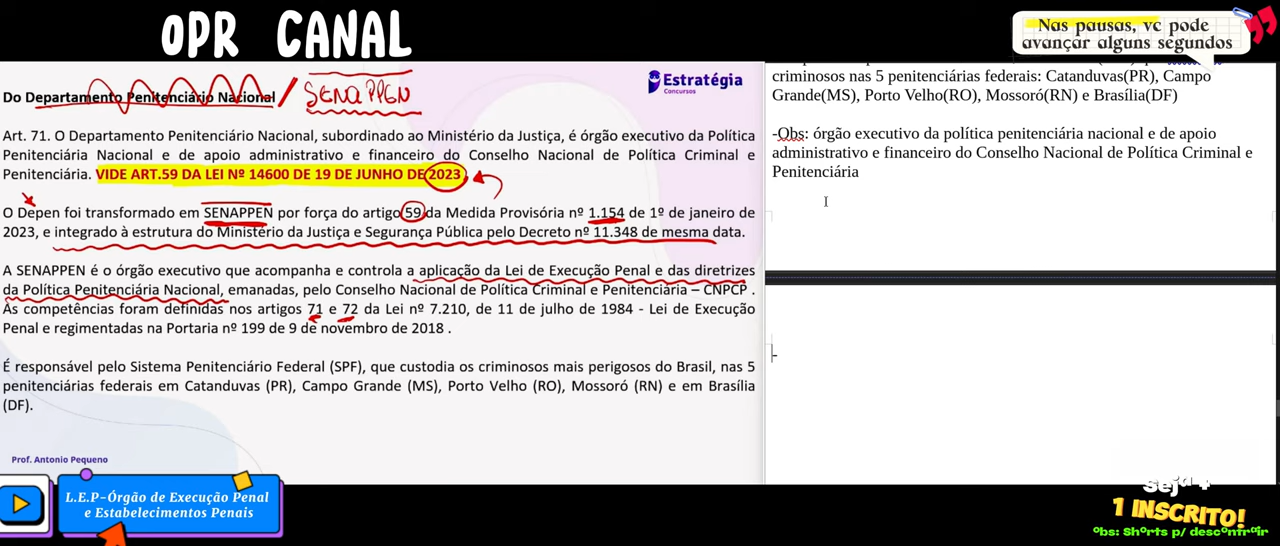 OPR CANAL
Nas pausas, vc pode
avançar alguns segundos
Estratégia
Concursos
Do Departamento Penitenciário Nacional / SENAPPEN
Art. 71. O Departamento Penitenciário Nacional, subordinado ao Ministério da Justiça, é órgão executivo da Política
Penitenciária Nacional e de apoio administrativo e financeiro do Conselho Nacional de Política Criminal e
Penitenciária. VIDE ART.59 DA LEI Nº 14600 DE 19 DE JUNHO DE 2023
O Depen foi transformado em SENAPPEN por força do artigo 59 da Medida Provisória nº 1.154 de 1º de janeiro de
2023, e integrado à estrutura do Ministério da Justiça e Segurança Pública pelo Decreto nº 11.348 de mesma data.
A SENAPPEN é o órgão executivo que acompanha e controla a aplicação da Lei de Execução Penal e das diretrizes
da Política Penitenciária Nacional, emanadas, pelo Conselho Nacional de Política Criminal e Penitenciária – CNPCP .
As competências foram definidas nos artigos 71 e 72 da Lei nº 7.210, de 11 de julho de 1984 - Lei de Execução
Penal e regimentadas na Portaria nº 199 de 9 de novembro de 2018 .
É responsável pelo Sistema Penitenciário Federal (SPF), que custodia os criminosos mais perigosos do Brasil, nas 5
penitenciárias federais em Catanduvas (PR), Campo Grande (MS), Porto Velho (RO), Mossoró (RN) e em Brasília
(DF).
Prof. Antonio Pequeno
criminosos nas 5 penitenciárias federais: Catanduvas(PR), Campo
Grande(MS), Porto Velho(RO), Mossoró(RN) e Brasília(DF)
-Obs: órgão executivo da política penitenciária nacional e de apoio
administrativo e financeiro do Conselho Nacional de Política Criminal e
Penitenciária
-
L.E.P-Órgão de Execução Penal
e Estabelecimentos Penais
Seja +
1 INSCRITO!
Obs: Shorts p/ descontrair